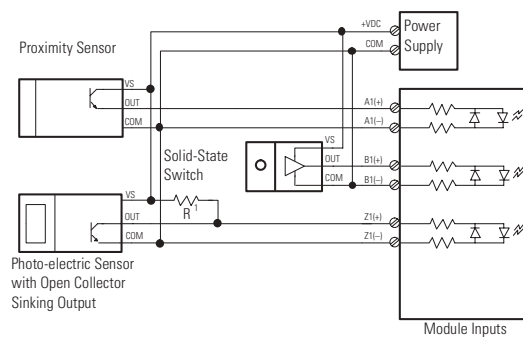 +VDC
COM
Power
Supply
Proximity Sensor
VS
OUT
COM
A1(+)
A1(–)
Solid-State
Switch
VS
OUT
COM
B1(+)
B1(–)
VS
OUT
COM
R 1
Z1(+)
Z1(–)
Photo-electric Sensor
with Open Collector
Sinking Output
Module Inputs